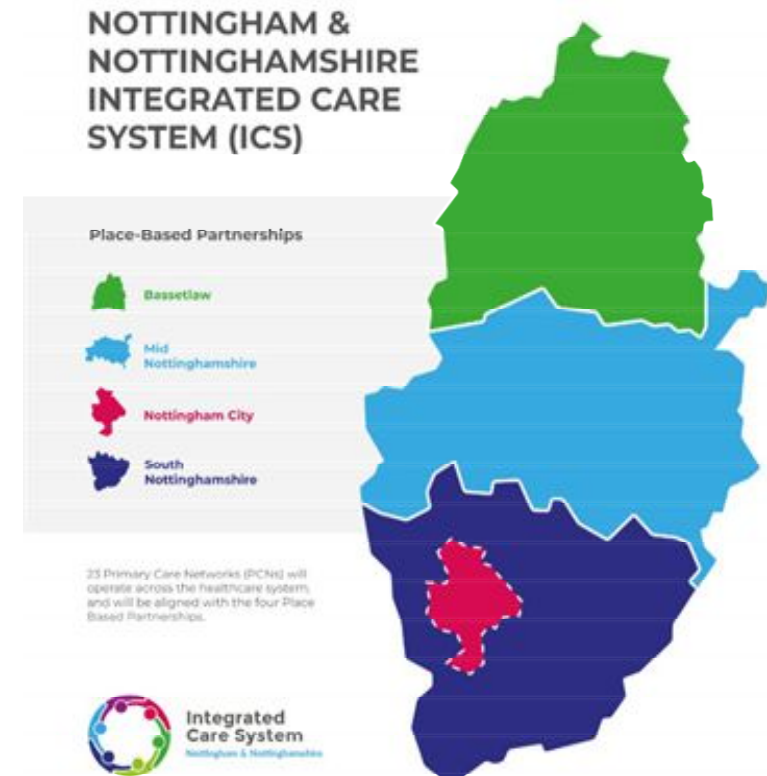 NOTTINGHAM &
NOTTINGHAMSHIRE
INTEGRATED CARE
SYSTEM (ICS)
Place-Based Partnerships
Bassetlaw
Mid
Nottinghamshire
Nottingham City
South
Nottinghamshire
23 Primary Care Networks (PCNs) will
operate across the healthcare system,
and will be aligned with the four Place
Based Partnerships.
Integrated
Care System
Nottingham & Nottinghamshire